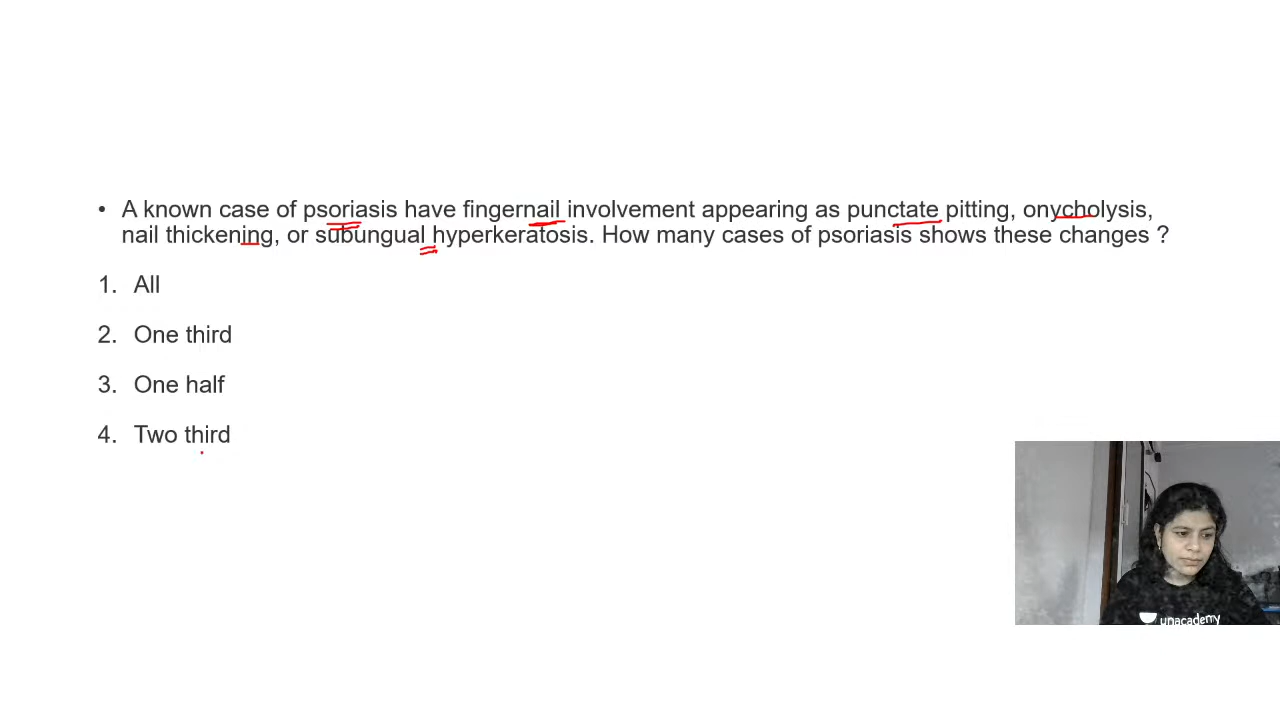 • A known case of psoriasis have fingernail involvement appearing as punctate pitting, onycholysis,
nail thickening, or subungual hyperkeratosis. How many cases of psoriasis shows these changes ?
1. All
2. One third
3. One half
4. Two third
unacademy